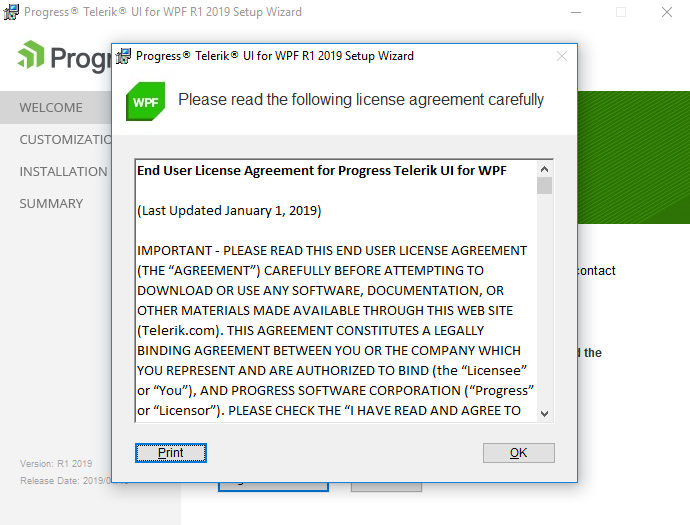 Progress® Telerik® UI for WPF R1 2019 Setup Wizard
Progress® Telerik® UI for WPF R1 2019 Setup Wizard
WPF
Please read the following license agreement carefully
WELCOME
INSTALLATION
SUMMARY
End User License Agreement for Progress Telerik UI for WPF
(Last Updated January 1, 2019)
IMPORTANT - PLEASE READ THIS END USER LICENSE AGREEMENT
(THE “AGREEMENT”) CAREFULLY BEFORE ATTEMPTING TO
DOWNLOAD OR USE ANY SOFTWARE, DOCUMENTATION, OR
OTHER MATERIALS MADE AVAILABLE THROUGH THIS WEB SITE
(Telerik.com). THIS AGREEMENT CONSTITUTES A LEGALLY
BINDING AGREEMENT BETWEEN YOU OR THE COMPANY WHICH
YOU REPRESENT AND ARE AUTHORIZED TO BIND (the “Licensee”
or “You”), AND PROGRESS SOFTWARE CORPORATION (“Progress”
or “Licensor”). PLEASE CHECK THE “I HAVE READ AND AGREE TO
contact
the
Print
OK
Version: R1 2019
Release Date: